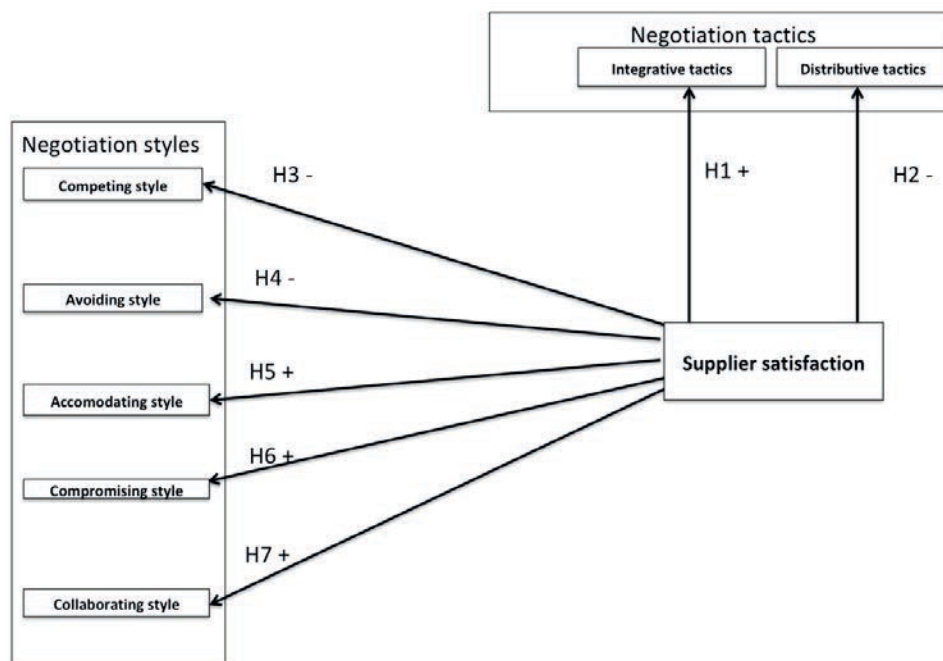 Negotiation tactics
Integrative tactics
Distributive tactics
Negotiation styles
Competing style
H3 -
H1 +
H2 -
Avoiding style
H4 -
Supplier satisfaction
Accomodating style
H5 +
Compromising style
H6 +
Collaborating style
H7 +